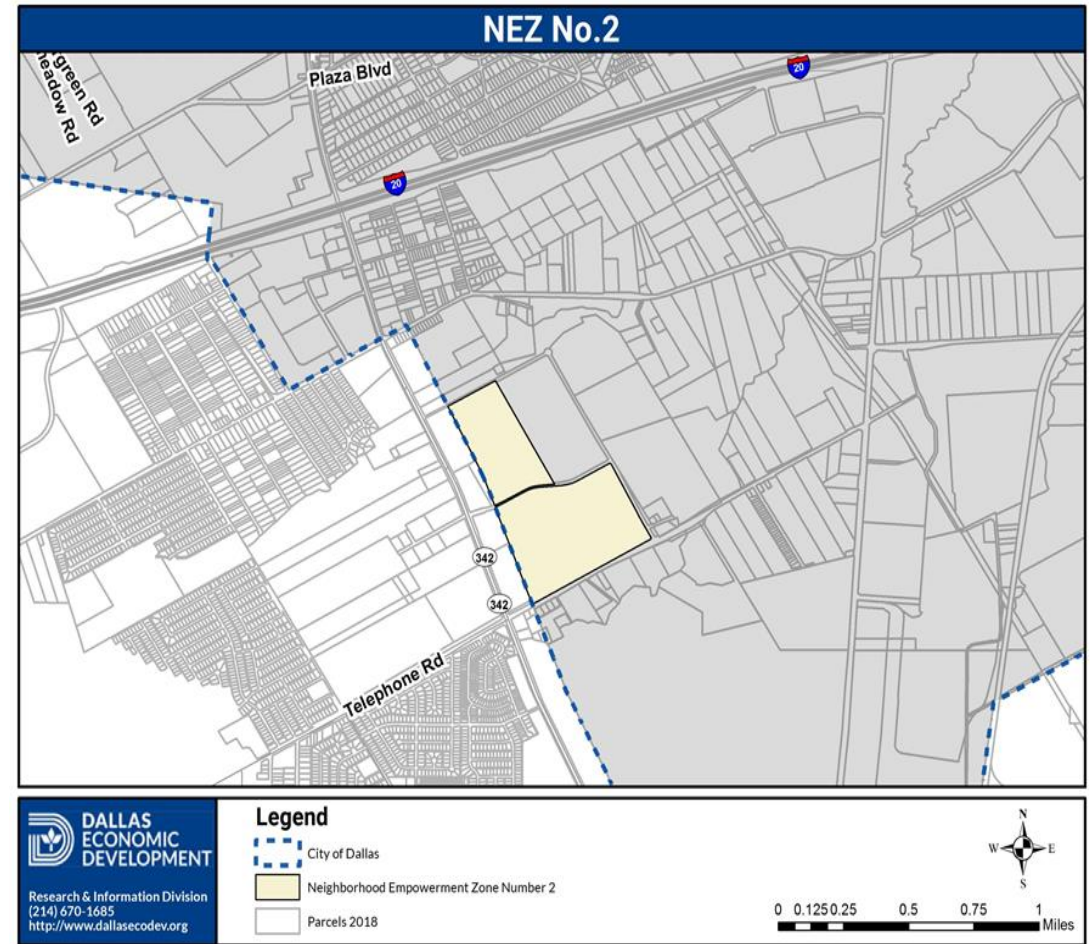 NEZ No.2
green Rd
meadow Rd
Plaza Blvd
20
20
342
342
Telephone Rd
DALLAS
ECONOMIC
DEVELOPMENT
Research & Information Division
(214) 670-1685
http://www.dallasecodev.org
Legend
City of Dallas
Neighborhood Empowerment Zone Number 2
Parcels 2018
N
W E
S
0 0.125 0.25 0.5 0.75 1
Miles